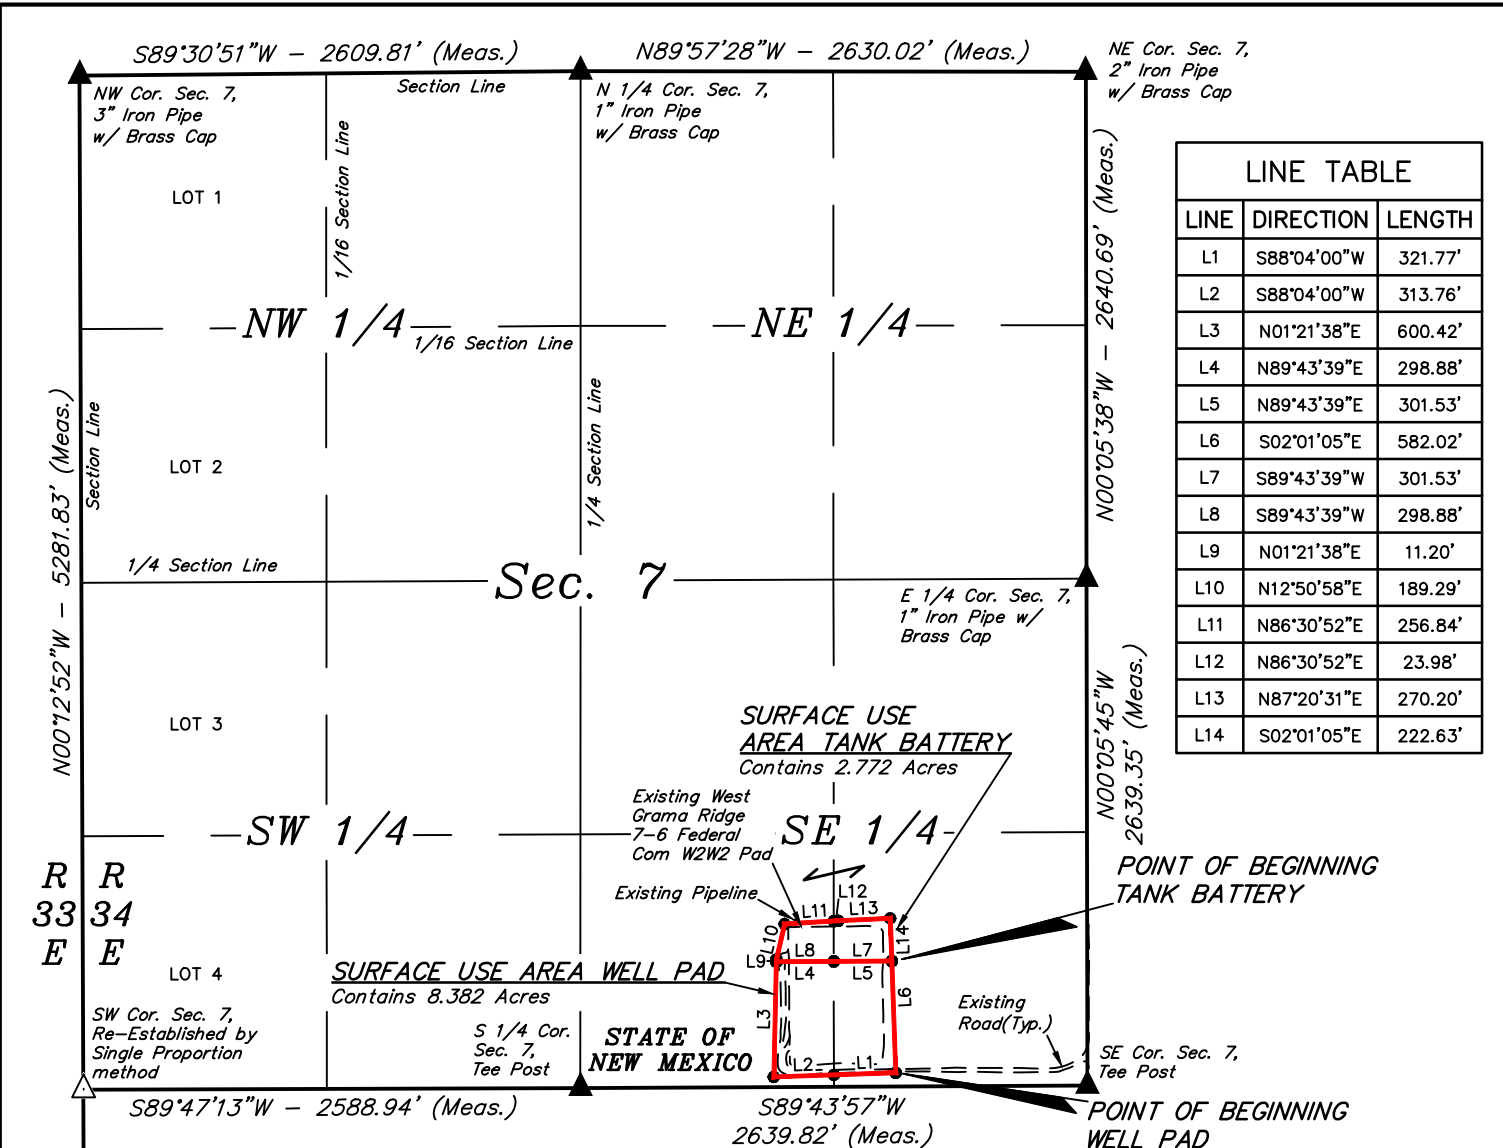 S89°30'51"W – 2609.81' (Meas.)
N89°57'28"W – 2630.02' (Meas.)
NE Cor. Sec. 7,
2" Iron Pipe
w/ Brass Cap
NW Cor. Sec. 7,
3" Iron Pipe
w/ Brass Cap
Section Line
N 1/4 Cor. Sec. 7,
1" Iron Pipe
w/ Brass Cap
1/16 Section Line
LOT 1
N00°05'38"W – 2640.69' (Meas.)
LINE TABLE
LINE DIRECTION LENGTH
L1 S88°04'00"W 321.77'
L2 S88°04'00"W 313.76'
L3 N01°21'38"E 600.42'
L4 N89°43'39"E 298.88'
L5 N89°43'39"E 301.53'
L6 S02°01'05"E 582.02'
L7 S89°43'39"W 301.53'
L8 S89°43'39"W 298.88'
L9 N01°21'38"E 11.20'
L10 N12°50'58"E 189.29'
L11 N86°30'52"E 256.84'
L12 N86°30'52"E 23.98'
L13 N87°20'31"E 270.20'
L14 S02°01'05"E 222.63'
NW 1/4
1/16 Section Line
NE 1/4
N00°12'52"W – 5281.83' (Meas.)
Section Line
LOT 2
1/4 Section Line
1/4 Section Line
Sec. 7
E 1/4 Cor. Sec. 7,
1" Iron Pipe w/
Brass Cap
LOT 3
N00°05'45"W
2639.35' (Meas.)
SURFACE USE
AREA TANK BATTERY
Contains 2.772 Acres
Existing West
Grama Ridge
7-6 Federal
Com W2W2 Pad
SW 1/4
SE 1/4
R R
33 34
E E
POINT OF BEGINNING
TANK BATTERY
Existing Pipeline
L12
L11 L13
L10
L14
L8 L7
L9
L4 L5
L6
L3
L2 L1
LOT 4
SURFACE USE AREA WELL PAD
Contains 8.382 Acres
Existing
Road(Typ.)
SW Cor. Sec. 7,
Re-Established by
Single Proportion
method
S 1/4 Cor.
Sec. 7,
Tee Post
STATE OF
NEW MEXICO
SE Cor. Sec. 7,
Tee Post
S89°47'13"W – 2588.94' (Meas.)
S89°43'57"W
2639.82' (Meas.)
POINT OF BEGINNING
WELL PAD